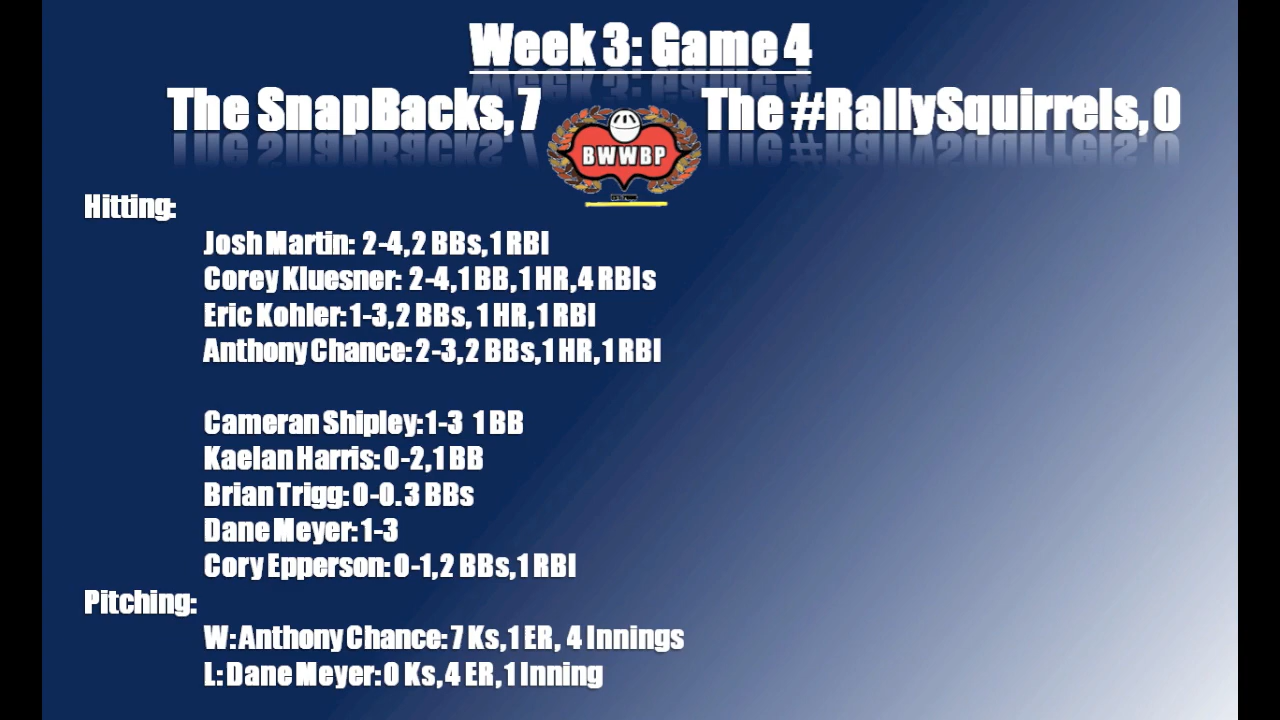 Week 3: Game 4
The SnapBacks, 7
The #RallySquirrels, 0
BWWBP
Hitting:
Josh Martin: 2-4, 2 BBs, 1 RBI
Corey Kluesner: 2-4, 1 BB, 1 HR, 4 RBIs
Eric Kohler: 1-3, 2 BBs, 1 HR, 1 RBI
Anthony Chance: 2-3, 2 BBs, 1 HR, 1 RBI
Cameran Shipley: 1-3 1 BB
Kaelan Harris: 0-2, 1 BB
Brian Trigg: 0-0. 3 BBs
Dane Meyer: 1-3
Cory Epperson: 0-1, 2 BBs, 1 RBI
Pitching:
W: Anthony Chance: 7 Ks, 1 ER, 4 Innings
L: Dane Meyer: 0 Ks, 4 ER, 1 Inning